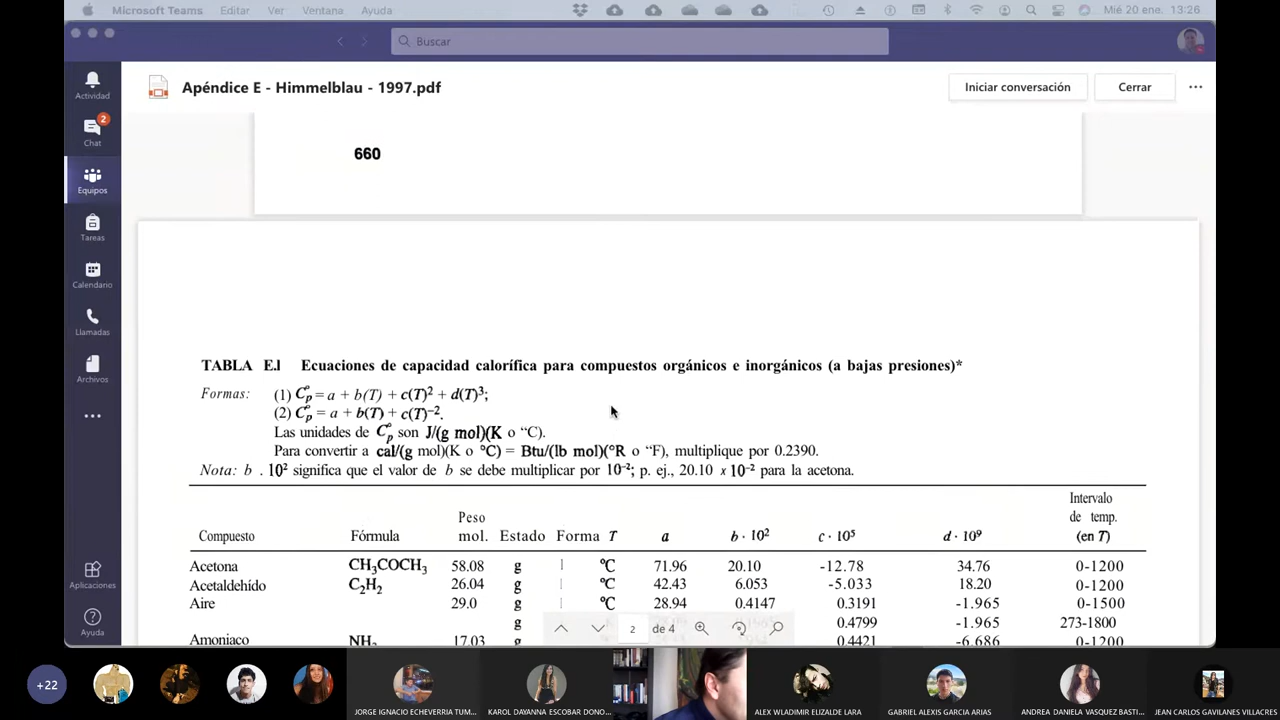 Microsoft Teams Editar Ver Ventana Ayuda Mié 20 ene. 13:26
Buscar
Actividad
Chat
2
Equipos
Tareas
Calendario
Llamadas
Archivos
Aplicaciones
Ayuda
Apéndice E - Himmelblau - 1997.pdf
Iniciar conversación
Cerrar
660
TABLA E.l Ecuaciones de capacidad calorífica para compuestos orgánicos e inorgánicos (a bajas presiones)*
Formas: (1) C°p = a + b(T) + c(T)2 + d(T)3;
(2) C°p = a + b(T) + c(T)–2.
Las unidades de C°p son J/(g mol)(K o “C).
Para convertir a cal/(g mol)(K o °C) = Btu/(lb mol)(°R o “F), multiplique por 0.2390.
Nota: b . 102 significa que el valor de b se debe multiplicar por 10–2; p. ej., 20.10 x 10–2 para la acetona.
Compuesto Fórmula Peso mol. Estado Forma T a b · 102 c · 105 d · 109 Intervalo de temp. (en T)
Acetona CH3COCH3 58.08 g l °C 71.96 20.10 -12.78 34.76 0-1200
Acetaldehído C2H2 26.04 g l °C 42.43 6.053 -5.033 18.20 0-1200
Aire 29.0 g l °C 28.94 0.4147 0.3191 -1.965 0-1500
g 0.4799 -1.965 273-1800
Amoniaco NH3 17.03 g 0.4421 -6.686 0-1200
2 de 4
+22
JORGE IGNACIO ECHEVERRIA TUM...
KAROL DAYANNA ESCOBAR DONO...
ALEX WLADIMIR ELIZALDE LARA
GABRIEL ALEXIS GARCIA ARIAS
ANDREA DANIELA VASQUEZ BASTI...
JEAN CARLOS GAVILANES VILLACRES